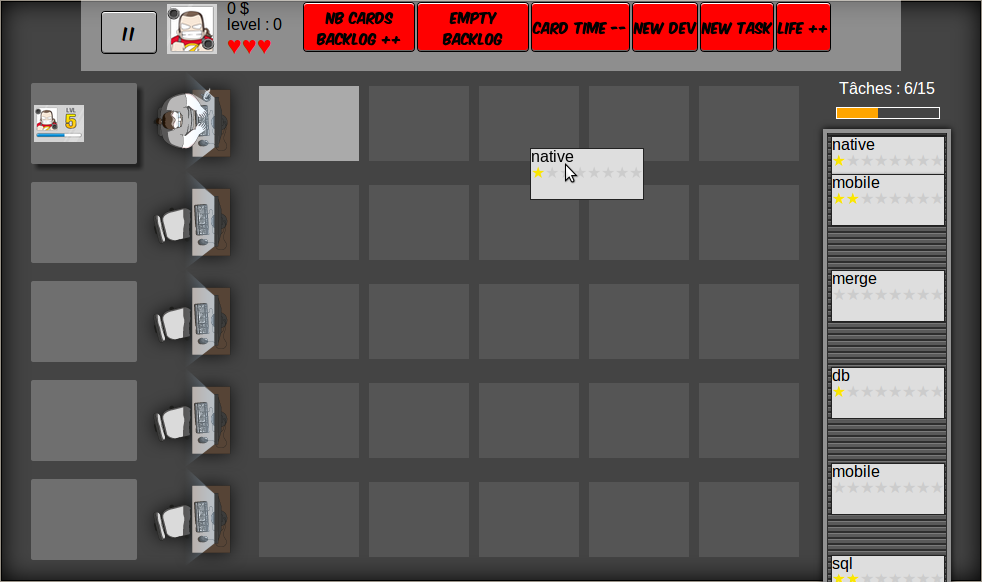 0 $
level : 0
NB CARDS
BACKLOG ++
EMPTY
BACKLOG
CARD TIME --
NEW DEV
NEW TASK
LIFE ++
Tâches : 6/15
LVL
5
native
native
mobile
merge
db
mobile
sql